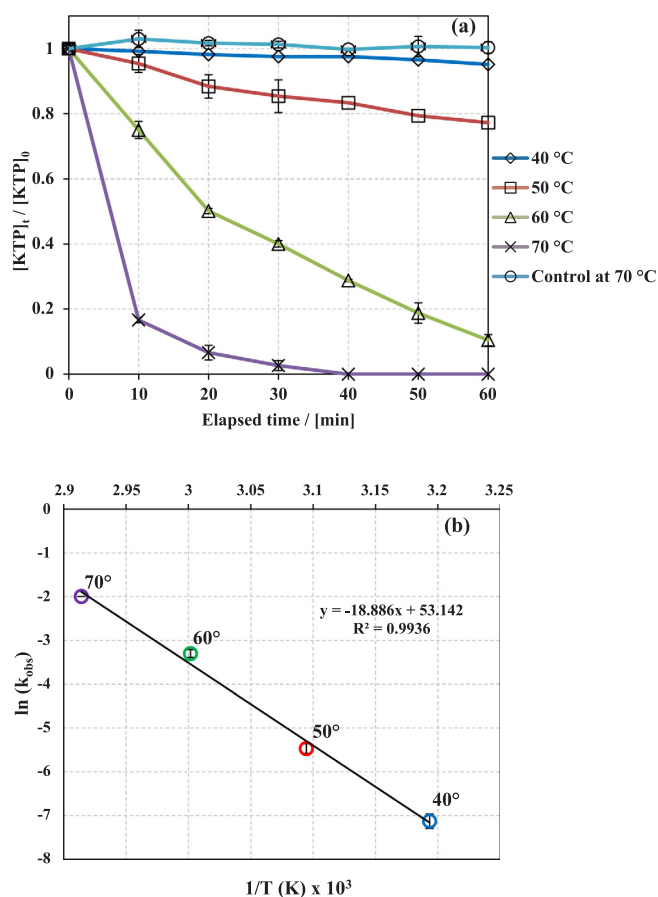 (a)
1
0.8
0.6
0.4
0.2
0
[KTP]t / [KTP]0
0 10 20 30 40 50 60
Elapsed time / [min]
40 °C
50 °C
60 °C
70 °C
Control at 70 °C
2.9 2.95 3 3.05 3.1 3.15 3.2 3.25
(b)
0
-1
-2
-3
-4
-5
-6
-7
-8
ln (kobs)
70°
60°
50°
40°
y = -18.886x + 53.142
R² = 0.9936
1/T (K) x 10³